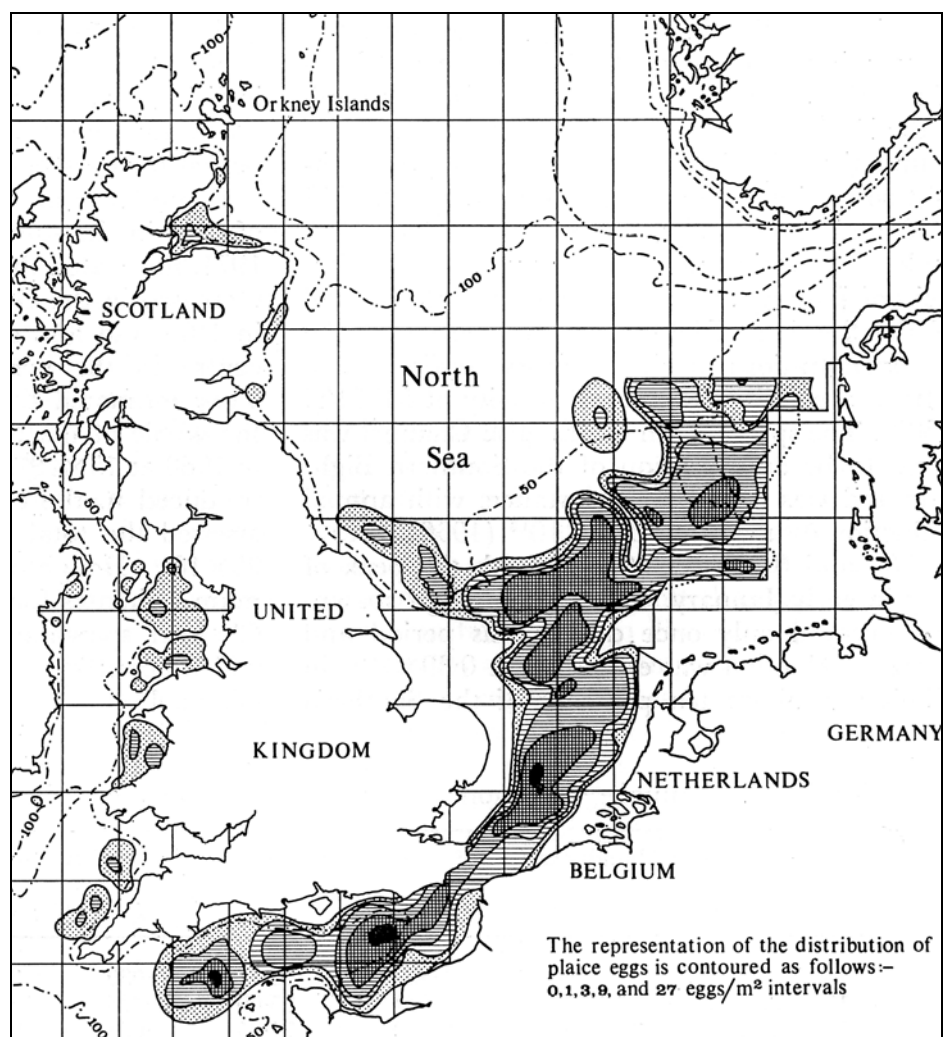 100
Orkney Islands
100
SCOTLAND
North
Sea
50
50
UNITED
KINGDOM
GERMANY
NETHERLANDS
100
BELGIUM
The representation of the distribution of
plaice eggs is contoured as follows:–
0,1,3,9, and 27 eggs/m² intervals
100
50